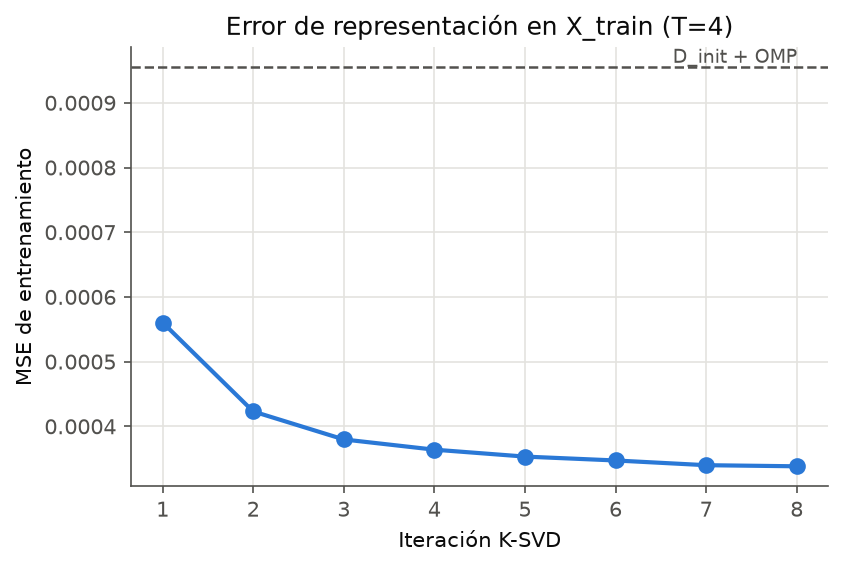 Error de representación en X_train (T=4)
D_init + OMP
MSE de entrenamiento
0.0009
0.0008
0.0007
0.0006
0.0005
0.0004
1 2 3 4 5 6 7 8
Iteración K-SVD